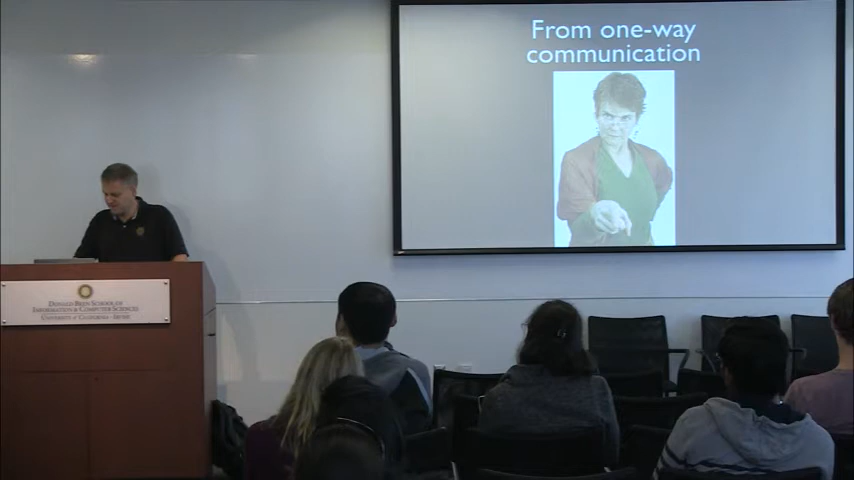 From one-way
communication
DONALD BREN SCHOOL OF
INFORMATION & COMPUTER SCIENCES
UNIVERSITY OF CALIFORNIA - IRVINE